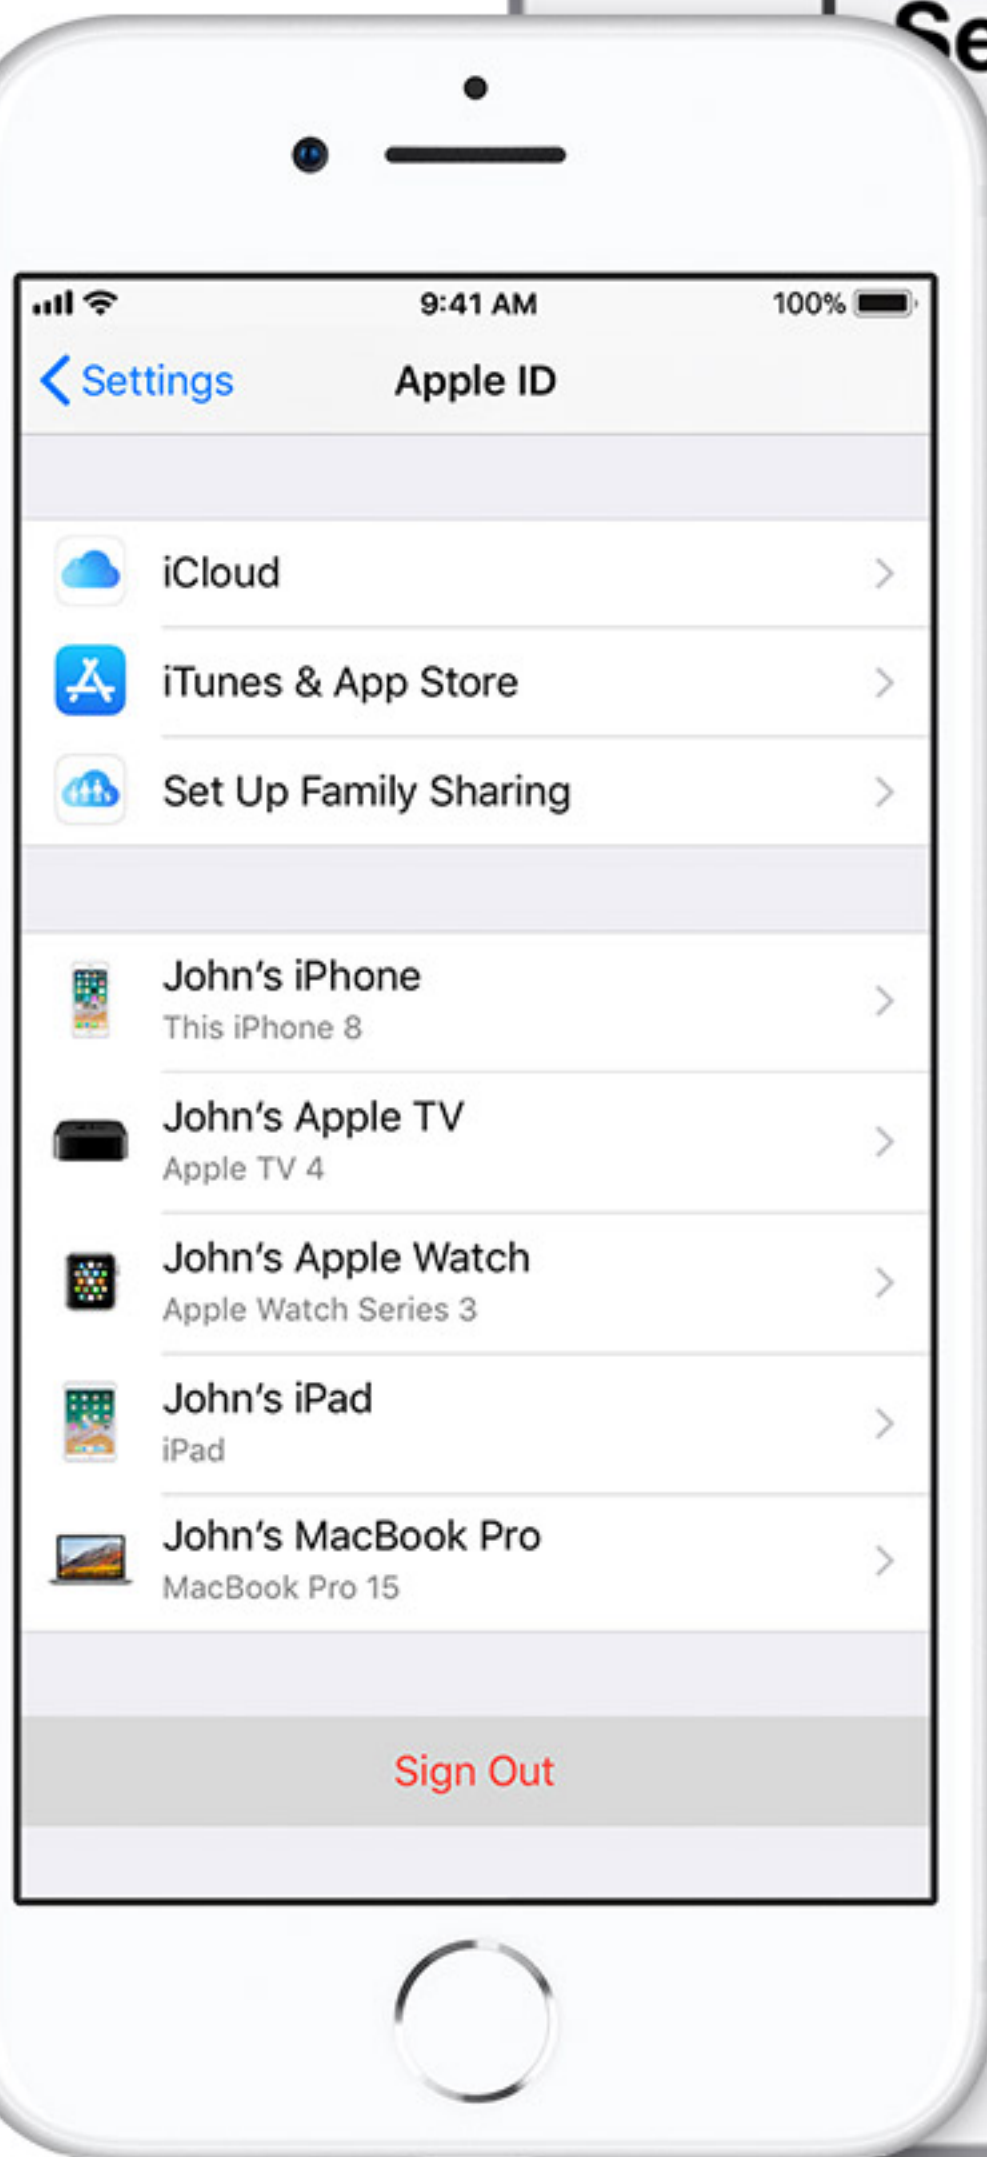 Se
9:41 AM 100%
Settings Apple ID
iCloud
iTunes & App Store
Set Up Family Sharing
John's iPhone
This iPhone 8
John's Apple TV
Apple TV 4
John's Apple Watch
Apple Watch Series 3
John's iPad
iPad
John's MacBook Pro
MacBook Pro 15
Sign Out